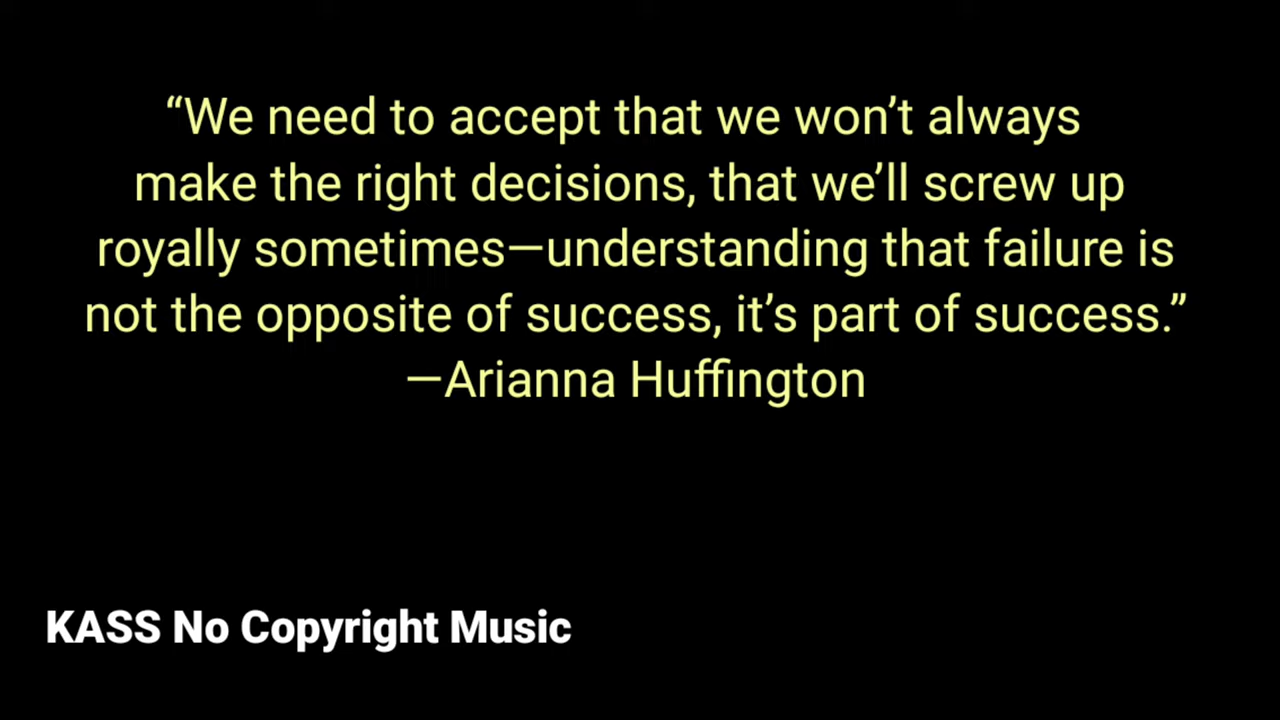 “We need to accept that we won’t always
make the right decisions, that we’ll screw up
royally sometimes—understanding that failure is
not the opposite of success, it’s part of success.”
—Arianna Huffington
KASS No Copyright Music